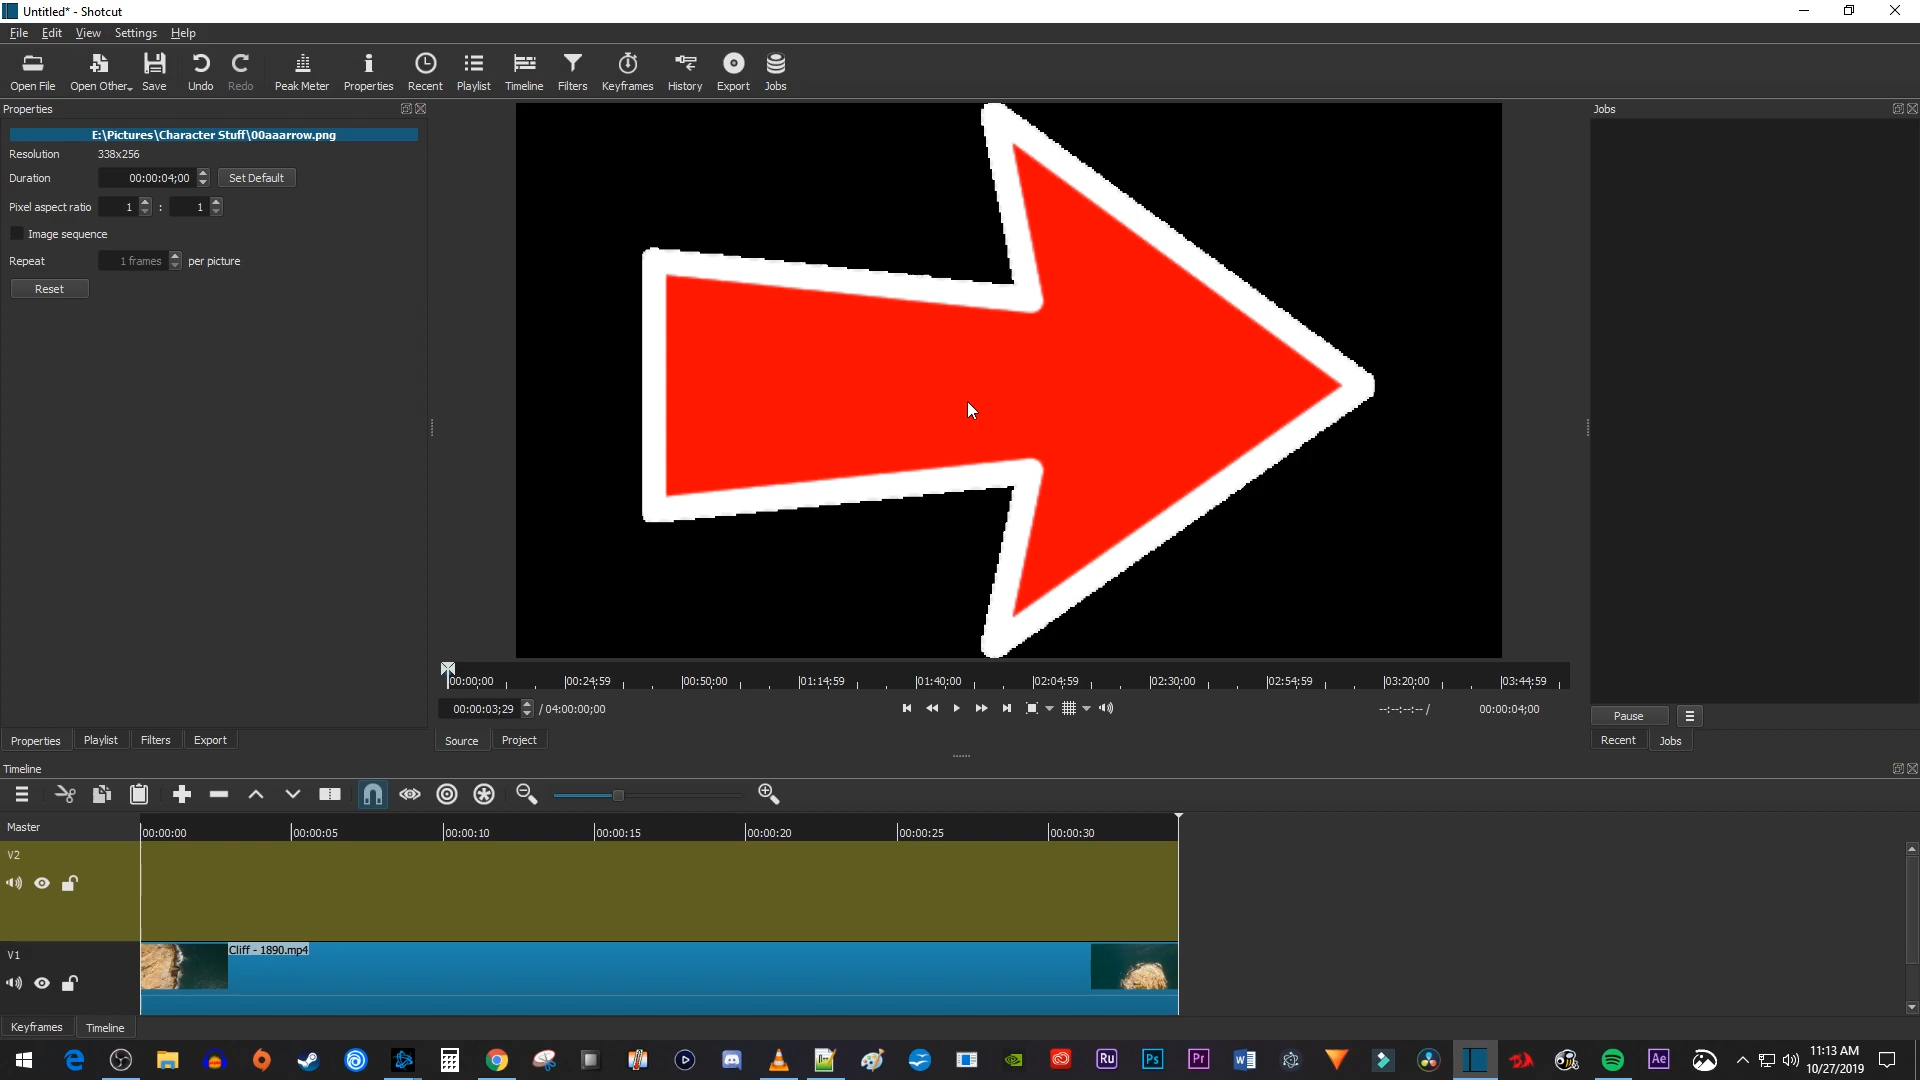 Untitled* - Shotcut
File Edit View Settings Help
Open File Open Other Save Undo Redo Peak Meter Properties Recent Playlist Timeline Filters Keyframes History Export Jobs
Properties
E:\Pictures\Character Stuff\00aaarrow.png
Resolution 338x256
Duration 00:00:04;00 Set Default
Pixel aspect ratio 1 : 1
Image sequence
Repeat 1 frames per picture
Reset
Jobs
00:00:00 00:24:59 00:50:00 01:14:59 01:40:00 02:04:59 02:30:00 02:54:59 03:20:00 03:44:59
00:00:03;29 / 04:00:00;00 --:--:--:-- / 00:00:04;00
Pause
Properties Playlist Filters Export Source Project Recent Jobs
Timeline
Master 00:00:00 00:00:05 00:00:10 00:00:15 00:00:20 00:00:25 00:00:30
V2
V1 Cliff - 1890.mp4
Keyframes Timeline
Ru Ps Pr W Ae
11:13 AM
10/27/2019